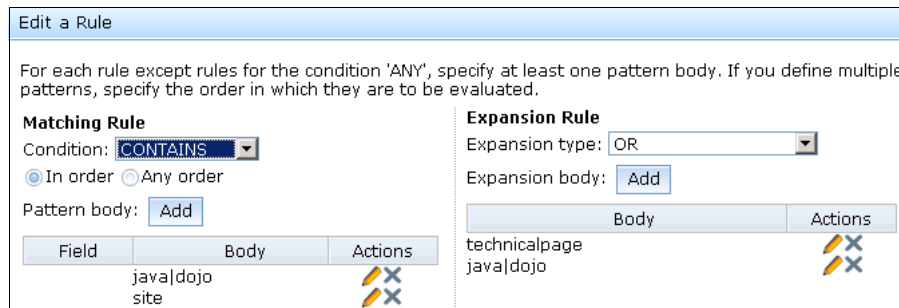 Edit a Rule
For each rule except rules for the condition 'ANY', specify at least one pattern body. If you define multiple
patterns, specify the order in which they are to be evaluated.
Matching Rule
Condition: CONTAINS
In order Any order
Pattern body: Add
Field Body Actions
java|dojo
site
Expansion Rule
Expansion type: OR
Expansion body: Add
Body Actions
technicalpage
java|dojo